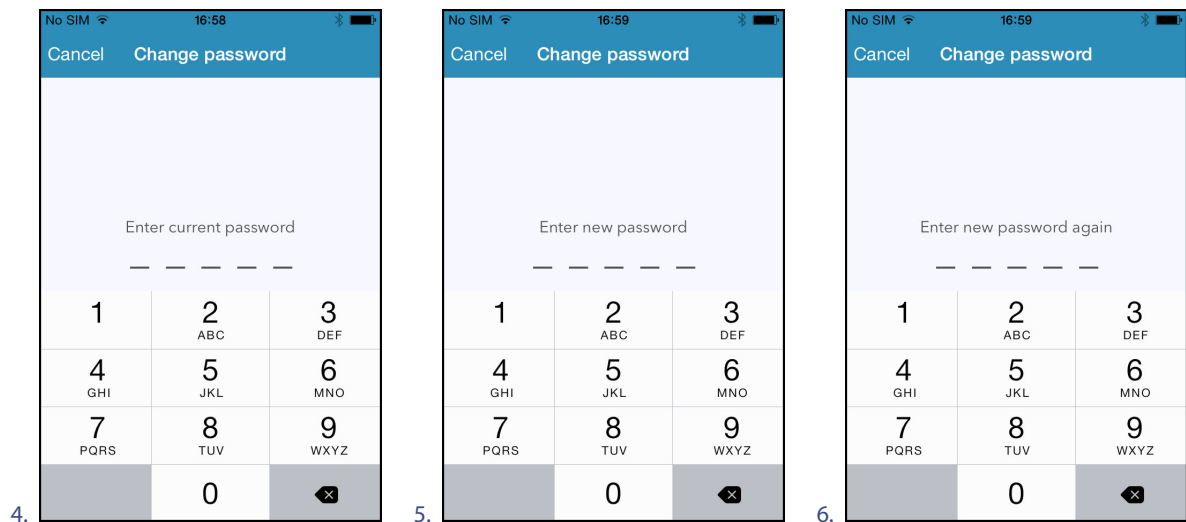 No SIM 16:58
Cancel Change password
Enter current password
1 2 3
ABC DEF
4 5 6
GHI JKL MNO
7 8 9
PQRS TUV WXYZ
0
4.
No SIM 16:59
Cancel Change password
Enter new password
1 2 3
ABC DEF
4 5 6
GHI JKL MNO
7 8 9
PQRS TUV WXYZ
0
5.
No SIM 16:59
Cancel Change password
Enter new password again
1 2 3
ABC DEF
4 5 6
GHI JKL MNO
7 8 9
PQRS TUV WXYZ
0
6.